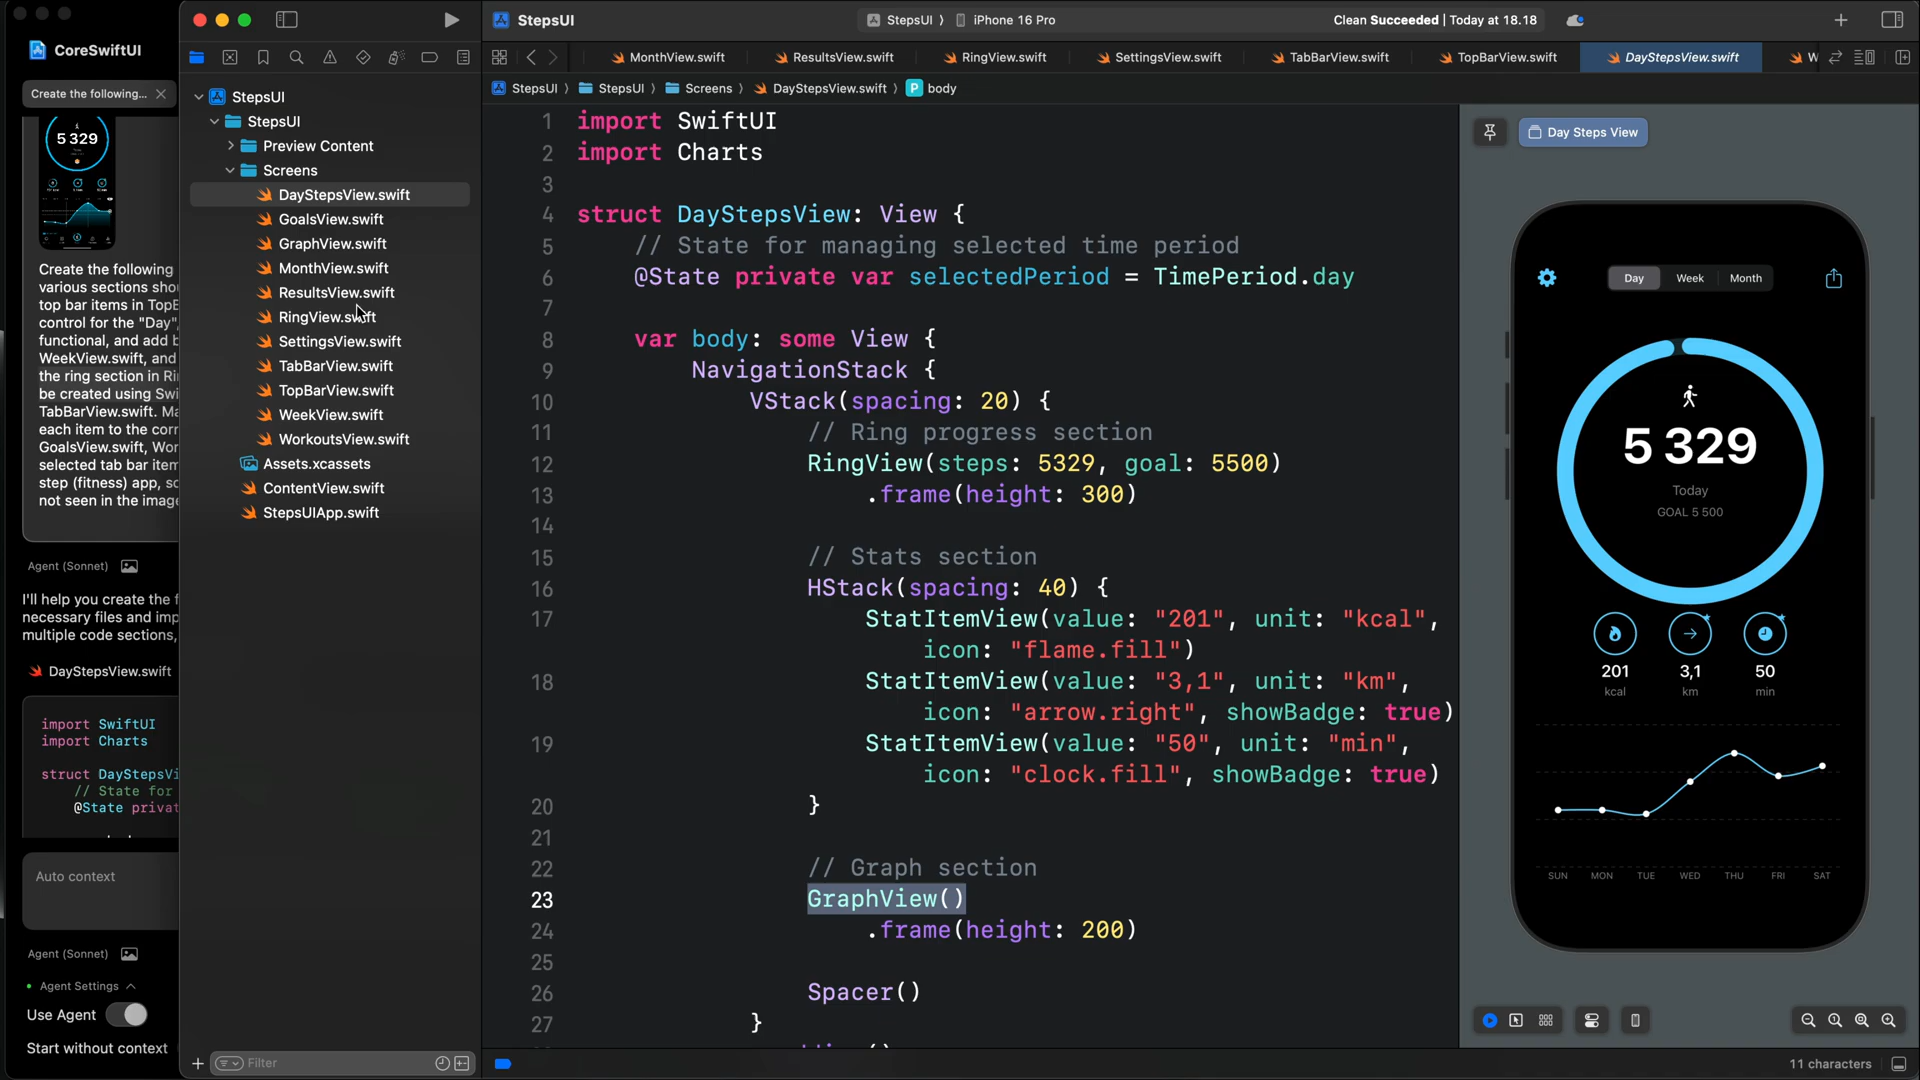 CoreSwiftUI
Create the following...
5 329
Create the following
various sections sho
top bar items in TopB
control for the "Day",
functional, and add b
WeekView.swift, and
the ring section in Ri
be created using Swi
TabBarView.swift. Ma
each item to the corr
GoalsView.swift, Wor
selected tab bar item
step (fitness) app, so
not seen in the image
Agent (Sonnet)
I'll help you create the f
necessary files and imp
multiple code sections,
DayStepsView.swift
import SwiftUI
import Charts
struct DayStepsVi
// State for
@State privat
Auto context
Agent (Sonnet)
Agent Settings
Use Agent
Start without context
StepsUI
StepsUI
Preview Content
Screens
DayStepsView.swift
GoalsView.swift
GraphView.swift
MonthView.swift
ResultsView.swift
RingView.swift
SettingsView.swift
TabBarView.swift
TopBarView.swift
WeekView.swift
WorkoutsView.swift
Assets.xcassets
ContentView.swift
StepsUIApp.swift
Filter
StepsUI
StepsUI ⟩ iPhone 16 Pro
Clean Succeeded | Today at 18.18
MonthView.swift
ResultsView.swift
RingView.swift
SettingsView.swift
TabBarView.swift
TopBarView.swift
DayStepsView.swift
W
StepsUI ⟩ StepsUI ⟩ Screens ⟩ DayStepsView.swift ⟩ P body
1 import SwiftUI
2 import Charts
3
4 struct DayStepsView: View {
5 // State for managing selected time period
6 @State private var selectedPeriod = TimePeriod.day
7
8 var body: some View {
9 NavigationStack {
10 VStack(spacing: 20) {
11 // Ring progress section
12 RingView(steps: 5329, goal: 5500)
13 .frame(height: 300)
14
15 // Stats section
16 HStack(spacing: 40) {
17 StatItemView(value: "201", unit: "kcal",
icon: "flame.fill")
18 StatItemView(value: "3,1", unit: "km",
icon: "arrow.right", showBadge: true)
19 StatItemView(value: "50", unit: "min",
icon: "clock.fill", showBadge: true)
20 }
21
22 // Graph section
23 GraphView()
24 .frame(height: 200)
25
26 Spacer()
27 }
Day Steps View
Day Week Month
5 329
Today
GOAL 5 500
201 3,1 50
kcal km min
SUN MON TUE WED THU FRI SAT
11 characters